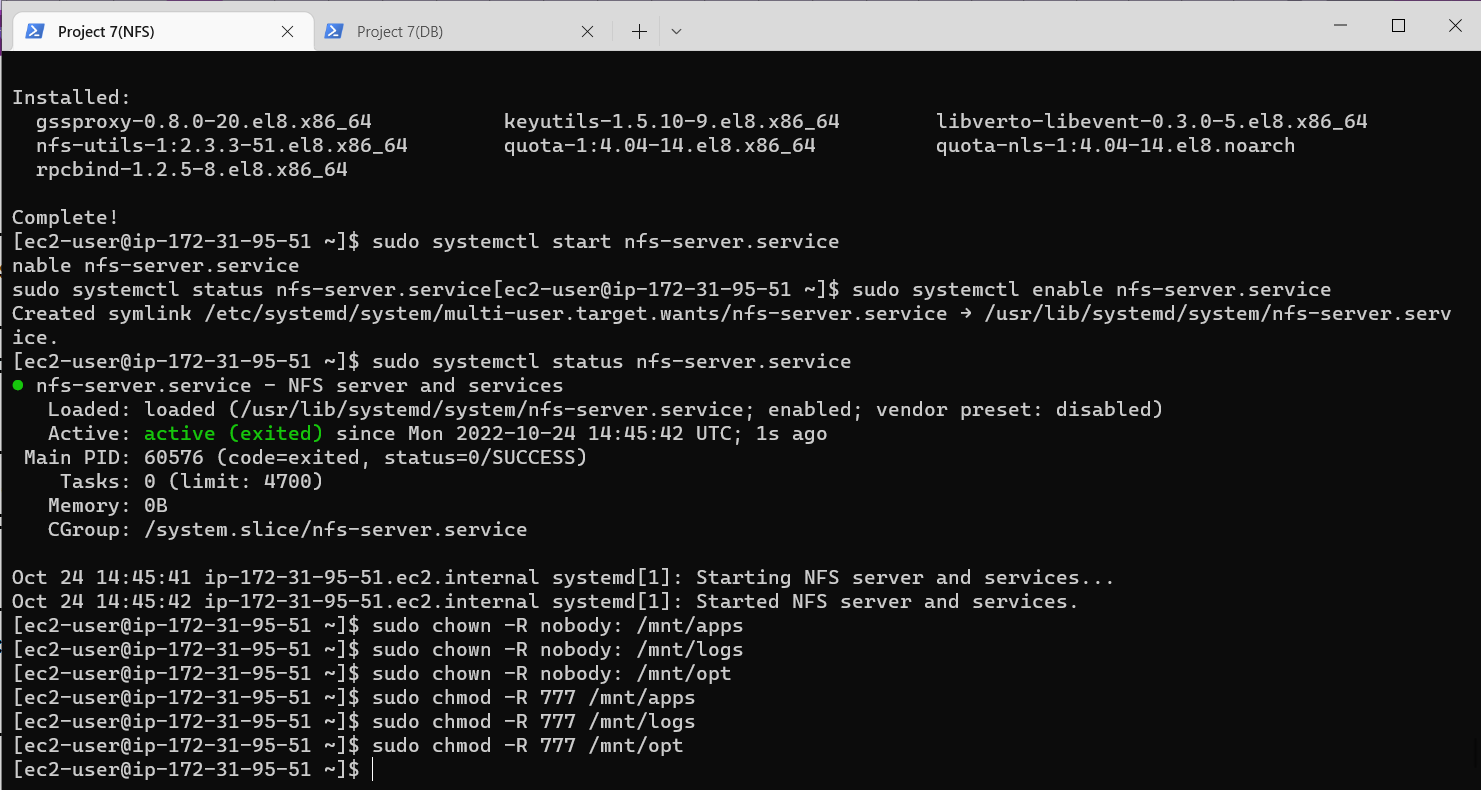 Project 7(NFS)
Project 7(DB)
Installed:
gssproxy-0.8.0-20.el8.x86_64 keyutils-1.5.10-9.el8.x86_64 libverto-libevent-0.3.0-5.el8.x86_64
nfs-utils-1:2.3.3-51.el8.x86_64 quota-1:4.04-14.el8.x86_64 quota-nls-1:4.04-14.el8.noarch
rpcbind-1.2.5-8.el8.x86_64
Complete!
[ec2-user@ip-172-31-95-51 ~]$ sudo systemctl start nfs-server.service
nable nfs-server.service
sudo systemctl status nfs-server.service[ec2-user@ip-172-31-95-51 ~]$ sudo systemctl enable nfs-server.service
Created symlink /etc/systemd/system/multi-user.target.wants/nfs-server.service → /usr/lib/systemd/system/nfs-server.serv
ice.
[ec2-user@ip-172-31-95-51 ~]$ sudo systemctl status nfs-server.service
● nfs-server.service - NFS server and services
Loaded: loaded (/usr/lib/systemd/system/nfs-server.service; enabled; vendor preset: disabled)
Active: active (exited) since Mon 2022-10-24 14:45:42 UTC; 1s ago
Main PID: 60576 (code=exited, status=0/SUCCESS)
Tasks: 0 (limit: 4700)
Memory: 0B
CGroup: /system.slice/nfs-server.service
Oct 24 14:45:41 ip-172-31-95-51.ec2.internal systemd[1]: Starting NFS server and services...
Oct 24 14:45:42 ip-172-31-95-51.ec2.internal systemd[1]: Started NFS server and services.
[ec2-user@ip-172-31-95-51 ~]$ sudo chown -R nobody: /mnt/apps
[ec2-user@ip-172-31-95-51 ~]$ sudo chown -R nobody: /mnt/logs
[ec2-user@ip-172-31-95-51 ~]$ sudo chown -R nobody: /mnt/opt
[ec2-user@ip-172-31-95-51 ~]$ sudo chmod -R 777 /mnt/apps
[ec2-user@ip-172-31-95-51 ~]$ sudo chmod -R 777 /mnt/logs
[ec2-user@ip-172-31-95-51 ~]$ sudo chmod -R 777 /mnt/opt
[ec2-user@ip-172-31-95-51 ~]$